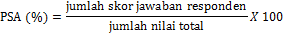 PSA (%) = jumlah skor jawaban responden
jumlah nilai total X 100